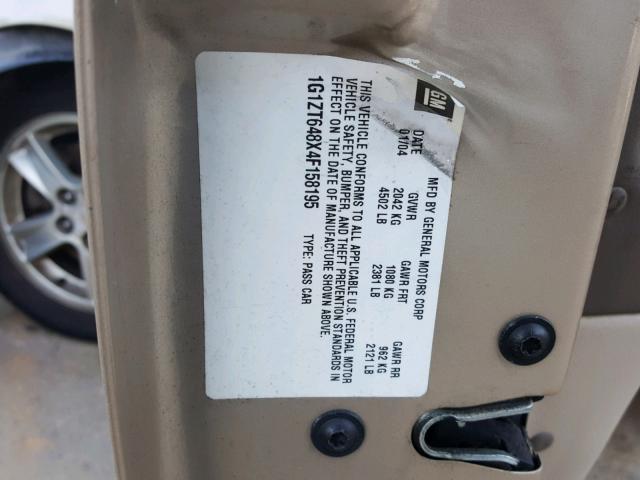 GM
MFD BY GENERAL MOTORS CORP
DATE GVWR GAWR FRT GAWR RR
01/04 2042 KG 1080 KG 962 KG
4502 LB 2381 LB 2121 LB
THIS VEHICLE CONFORMS TO ALL APPLICABLE U.S. FEDERAL MOTOR
VEHICLE SAFETY, BUMPER, AND THEFT PREVENTION STANDARDS IN
EFFECT ON THE DATE OF MANUFACTURE SHOWN ABOVE.
1G1ZT648X4F158195 TYPE: PASS CAR